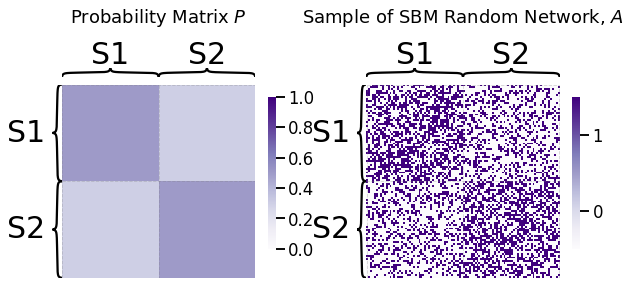 Probability Matrix P
S1 S2
S1
S2
1.0
0.8
0.6
0.4
0.2
0.0
Sample of SBM Random Network, A
S1 S2
S1
S2
1
0